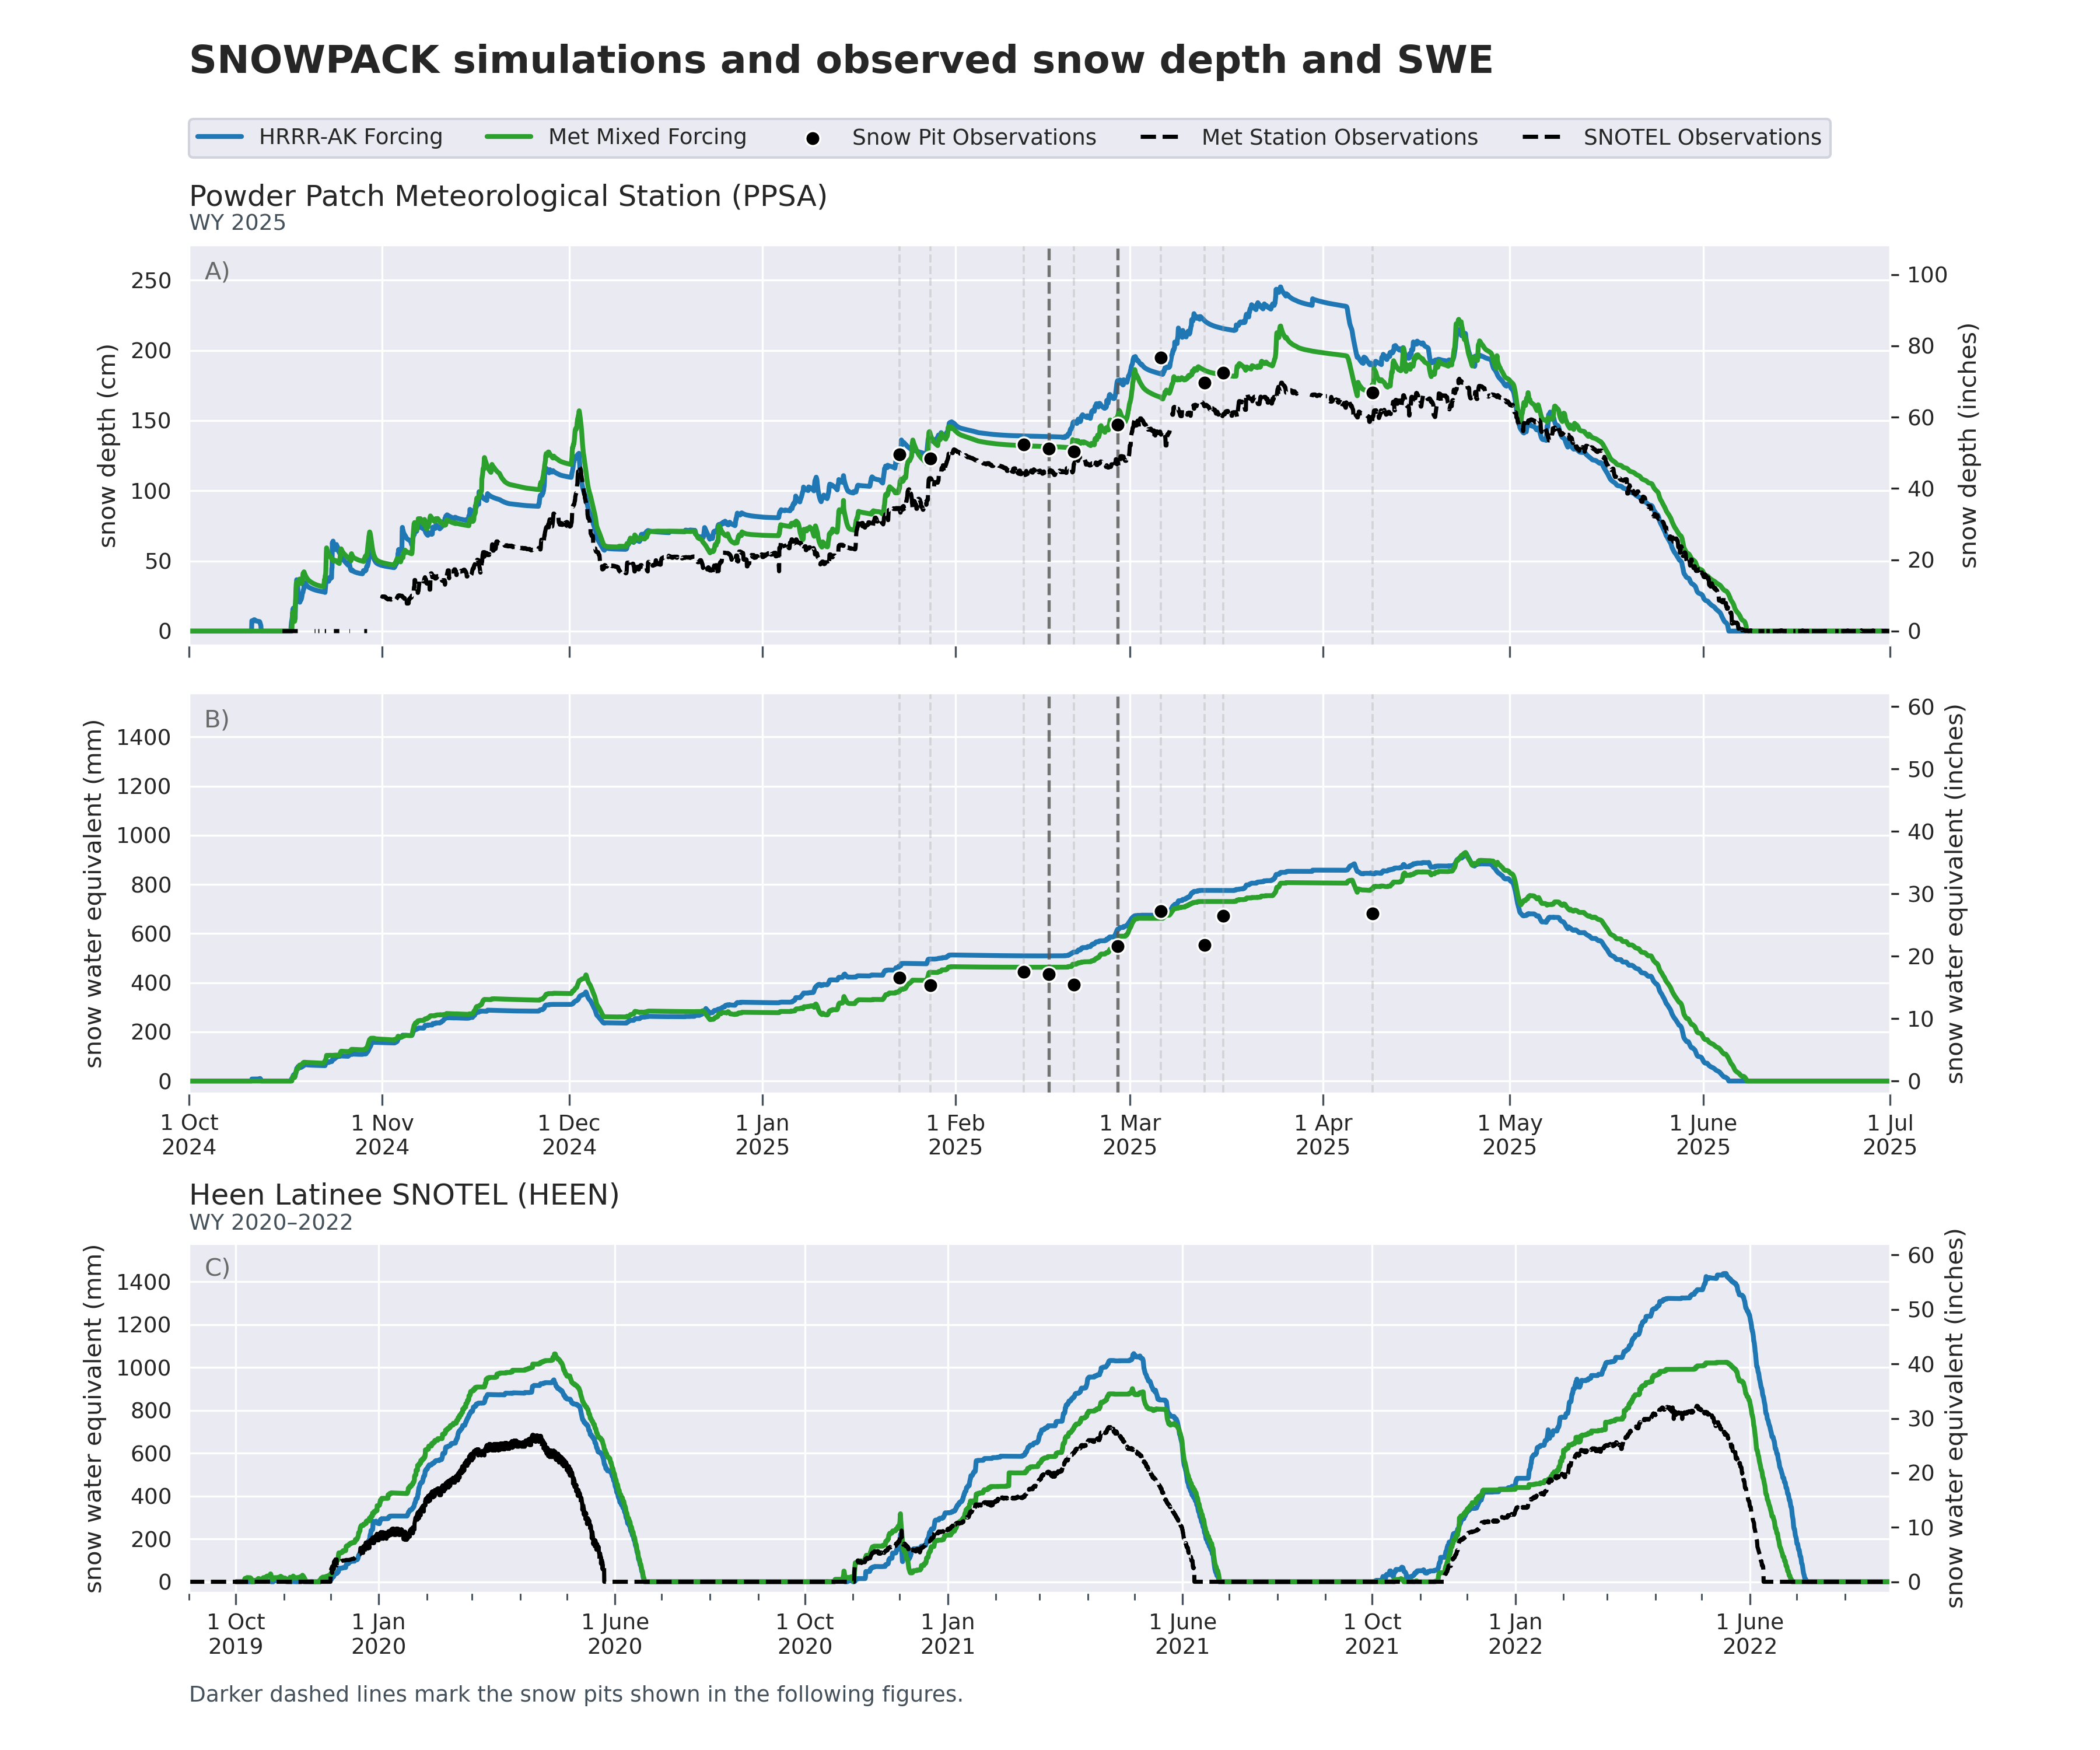 SNOWPACK simulations and observed snow depth and SWE
HRRR-AK Forcing Met Mixed Forcing Snow Pit Observations Met Station Observations SNOTEL Observations
Powder Patch Meteorological Station (PPSA)
WY 2025
A)
snow depth (cm)
250
200
150
100
50
0
100
80
60
40
20
0
snow depth (inches)
B)
snow water equivalent (mm)
1400
1200
1000
800
600
400
200
0
60
50
40
30
20
10
0
snow water equivalent (inches)
1 Oct 1 Nov 1 Dec 1 Jan 1 Feb 1 Mar 1 Apr 1 May 1 June 1 Jul
2024 2024 2024 2025 2025 2025 2025 2025 2025 2025
Heen Latinee SNOTEL (HEEN)
WY 2020–2022
C)
snow water equivalent (mm)
1400
1200
1000
800
600
400
200
0
60
50
40
30
20
10
0
snow water equivalent (inches)
1 Oct 1 Jan 1 June 1 Oct 1 Jan 1 June 1 Oct 1 Jan 1 June
2019 2020 2020 2020 2021 2021 2021 2022 2022
Darker dashed lines mark the snow pits shown in the following figures.